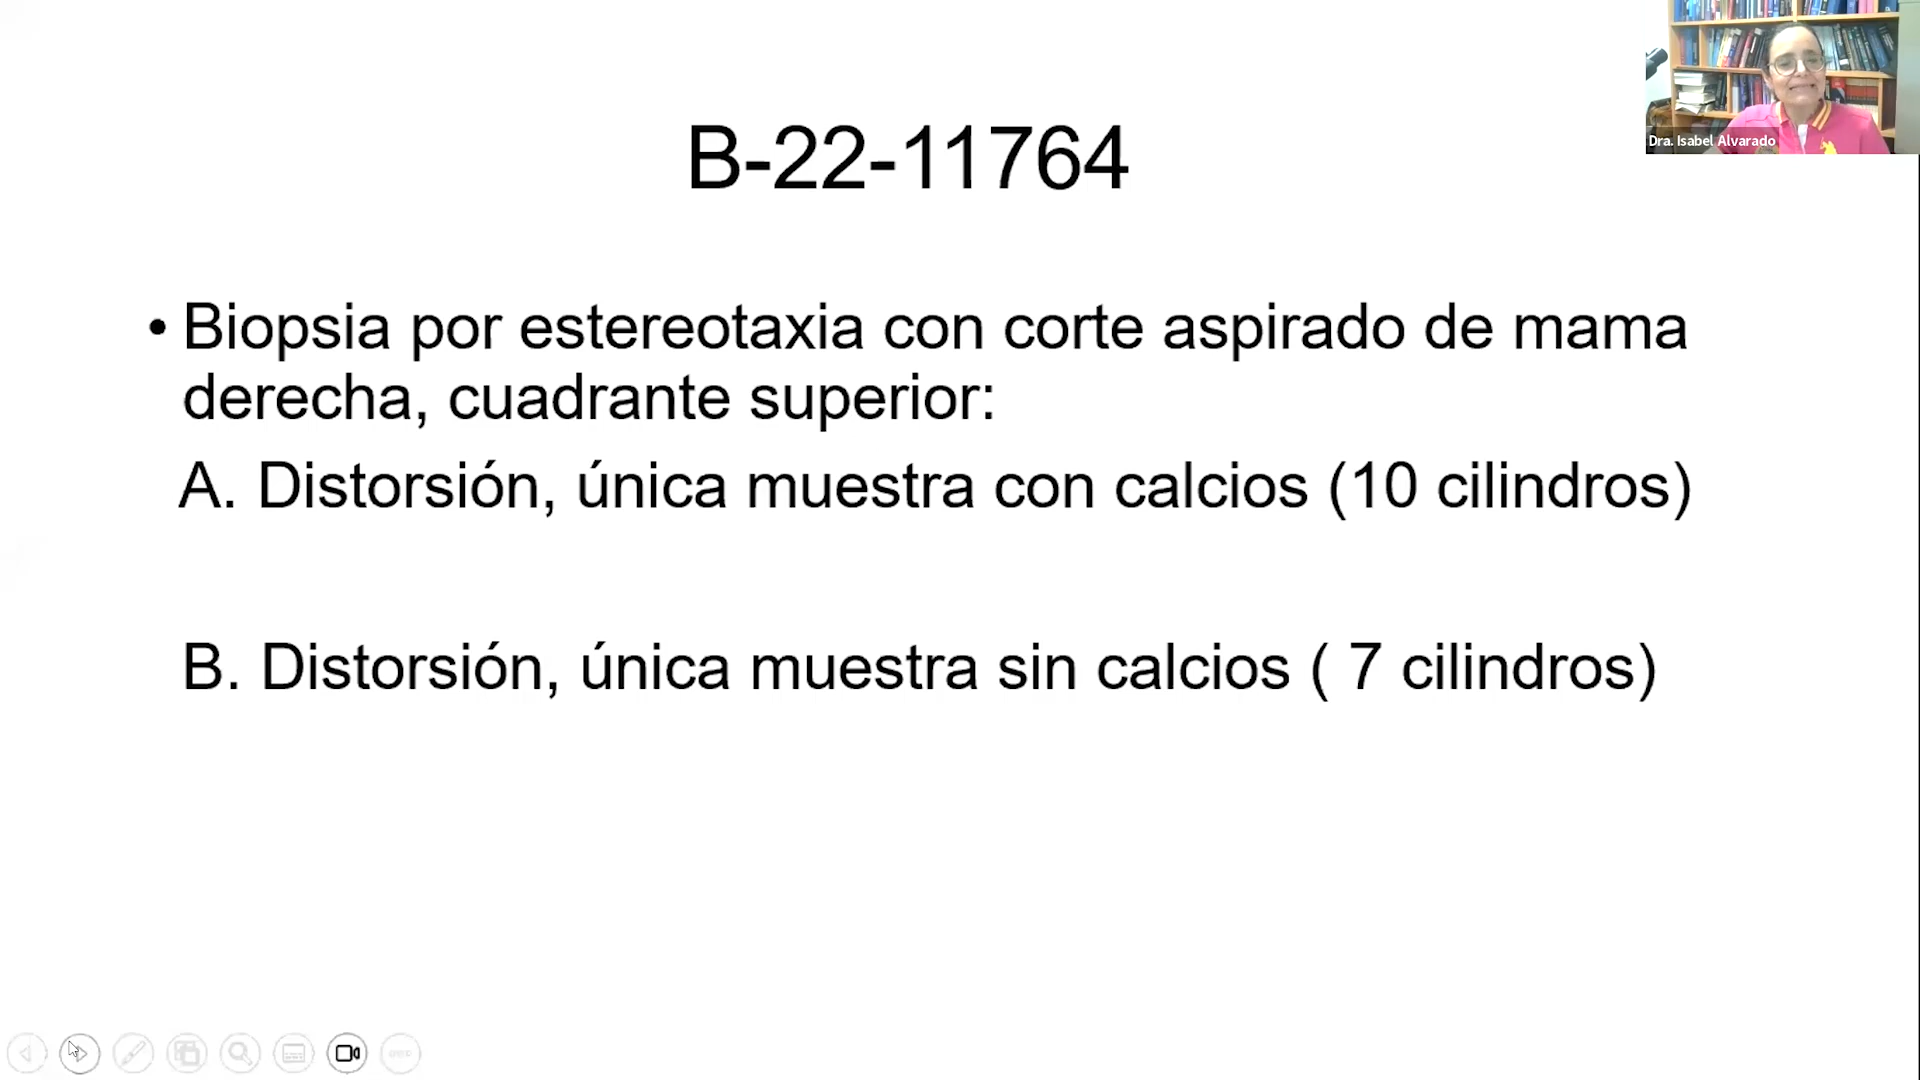 B-22-11764
Dra. Isabel Alvarado
• Biopsia por estereotaxia con corte aspirado de mama
derecha, cuadrante superior:
A. Distorsión, única muestra con calcios (10 cilindros)
B. Distorsión, única muestra sin calcios ( 7 cilindros)